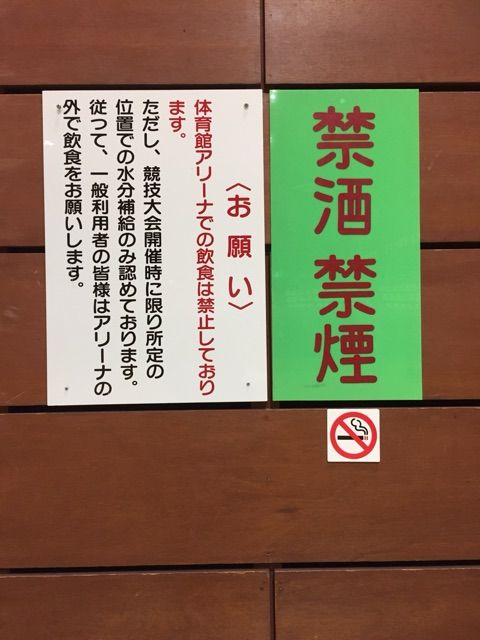 禁酒 禁煙
〈お願い〉
体育館アリーナでの飲食は禁止しており
ます。
ただし、競技大会開催時に限り所定の
位置での水分補給のみ認めております。
従つて、一般利用者の皆様はアリーナの
外で飲食をお願いします。